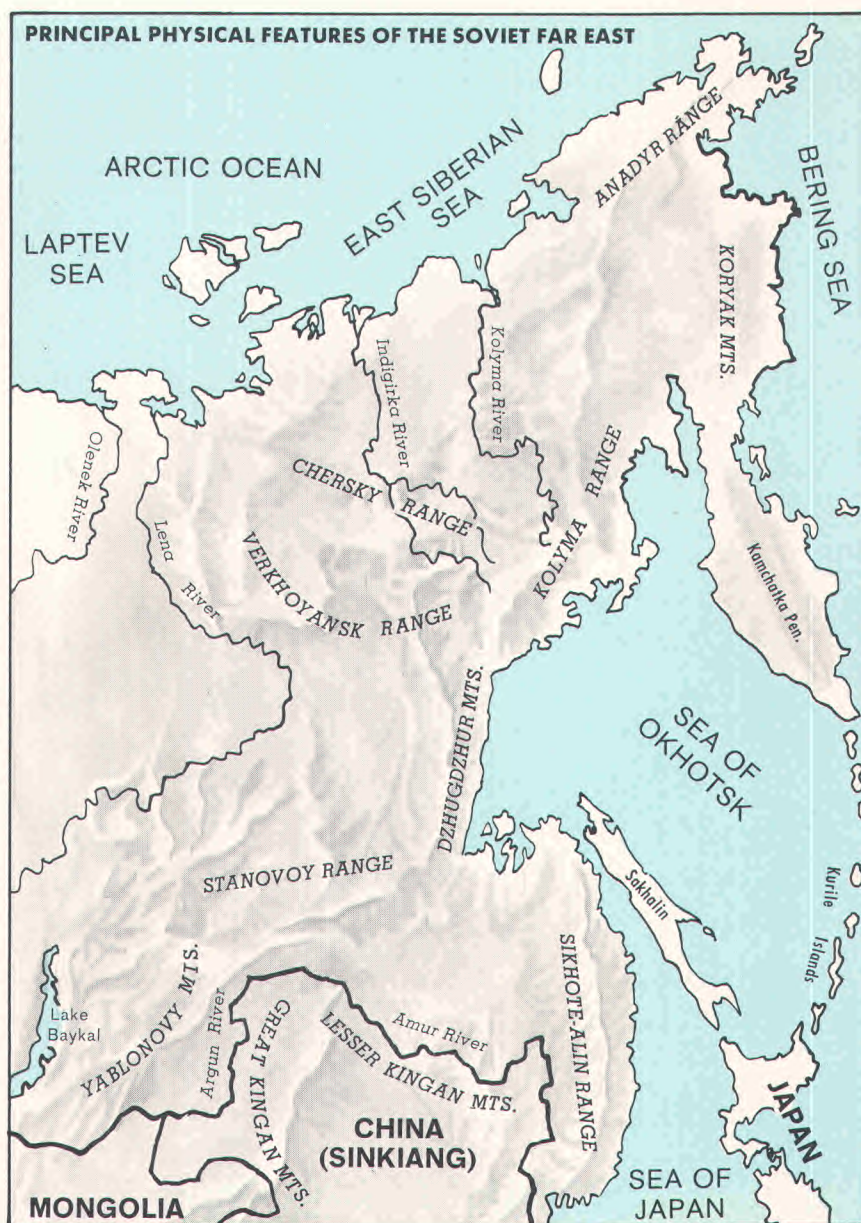 PRINCIPAL PHYSICAL FEATURES OF THE SOVIET FAR EAST
ARCTIC OCEAN
LAPTEV
SEA
EAST SIBERIAN
SEA
ANADYR RANGE
BERING SEA
KORYAK MTS.
Olenek River
Lena
River
Indigirka River
Kolyma River
CHERSKY RANGE
VERKHOYANSK RANGE
KOLYMA RANGE
Kamchatka Pen.
DZHUGDZHUR MTS.
SEA OF
OKHOTSK
STANOVOY RANGE
Sakhalin
Kurile
Islands
SIKHOTE-ALIN RANGE
Lake
Baykal
YABLONOVY MTS.
Argun River
GREAT KINGAN MTS.
LESSER KINGAN MTS.
Amur River
CHINA
(SINKIANG)
MONGOLIA
JAPAN
SEA OF
JAPAN